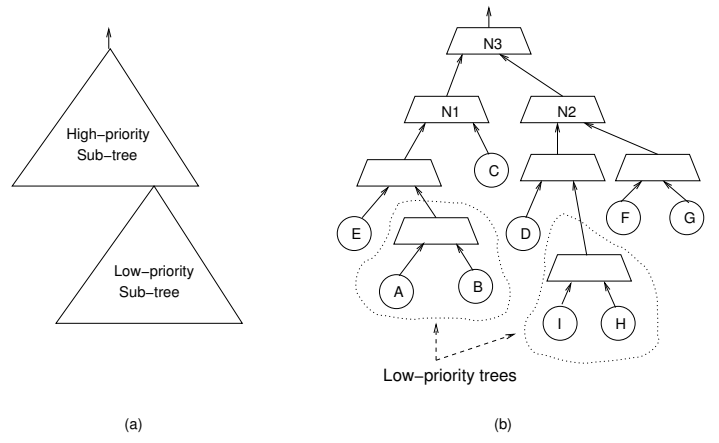 N3
N1
N2
High-priority
Sub-tree
C
E
D
F
G
A
B
Low-priority
Sub-tree
I
H
Low-priority trees
(a)
(b)